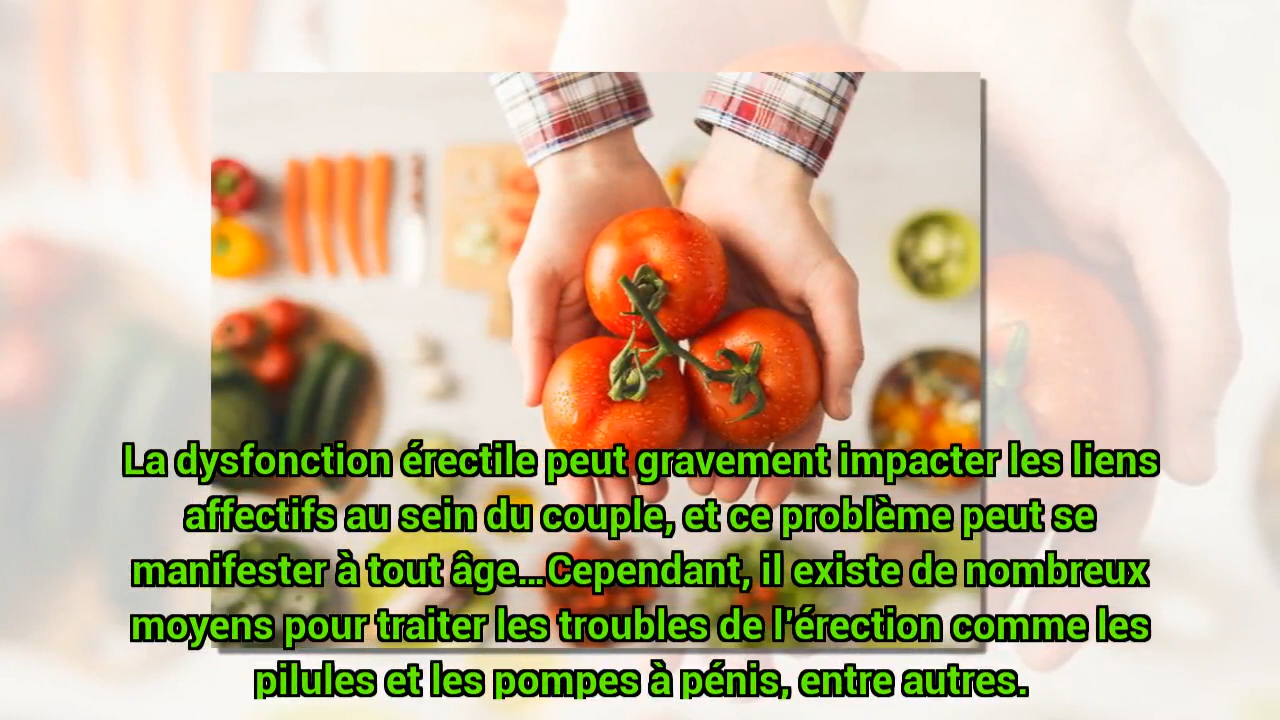 La dysfonction érectile peut gravement impacter les liens
affectifs au sein du couple, et ce problème peut se
manifester à tout âge...Cependant, il existe de nombreux
moyens pour traiter les troubles de l'érection comme les
pilules et les pompes à pénis, entre autres.